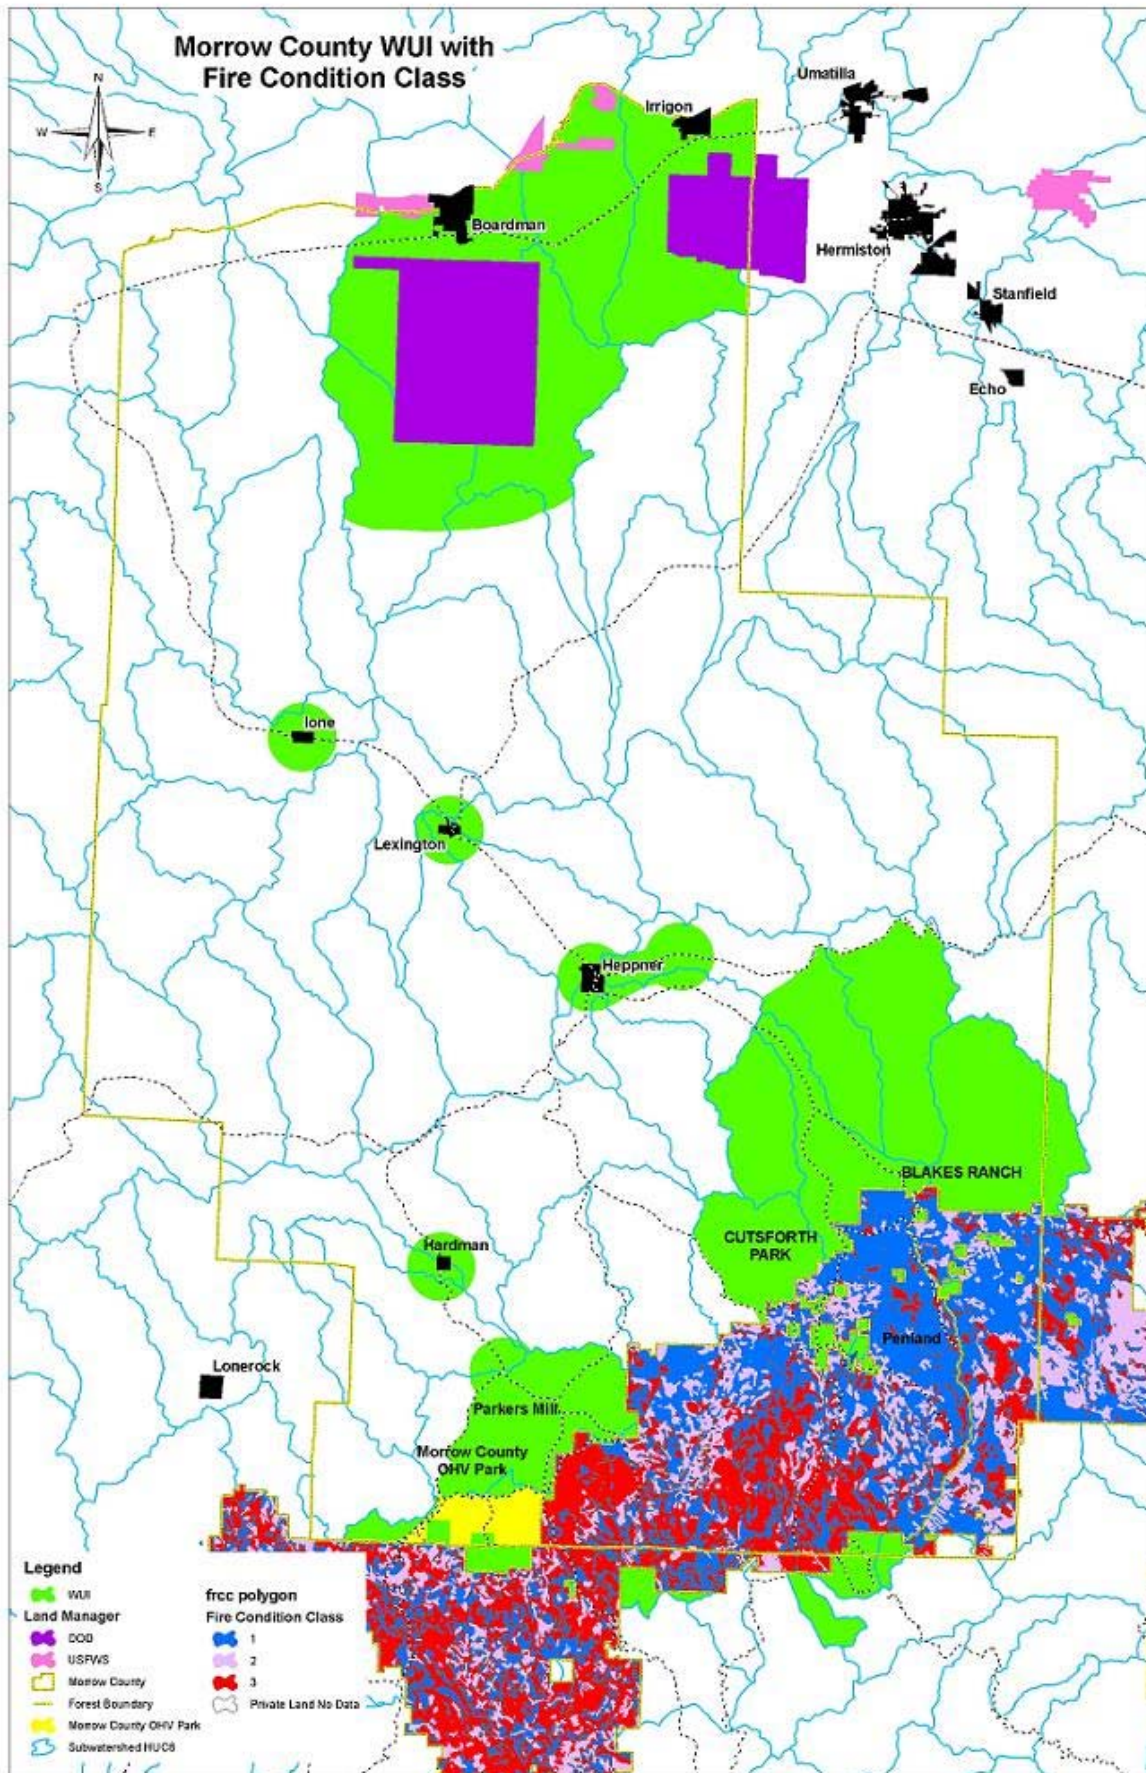 Morrow County WUI with
Fire Condition Class
N
W
E
S
Umatilla
Irrigon
Boardman
Hermiston
Stanfield
Echo
Ione
Lexington
Heppner
BLAKES RANCH
CUTSFORTH
PARK
Hardman
Penland
Lonerock
Parkers Mill
Morrow County
OHV Park
Legend
WUI
Land Manager
DOD
USFWS
Morrow County
Forest Boundary
Morrow County OHV Park
Subwatershed HUC6
frcc polygon
Fire Condition Class
1
2
3
Private Land No Data